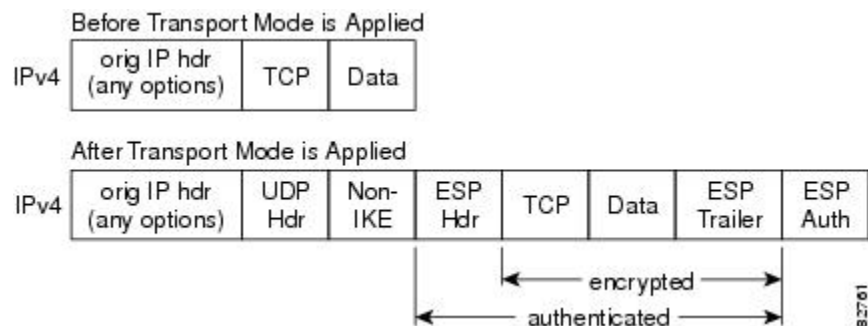 Before Transport Mode is Applied
IPv4
orig IP hdr
(any options)
TCP
Data
After Transport Mode is Applied
IPv4
orig IP hdr
(any options)
UDP
Hdr
Non-
IKE
ESP
Hdr
TCP
Data
ESP
Trailer
ESP
Auth
encrypted
authenticated
82761